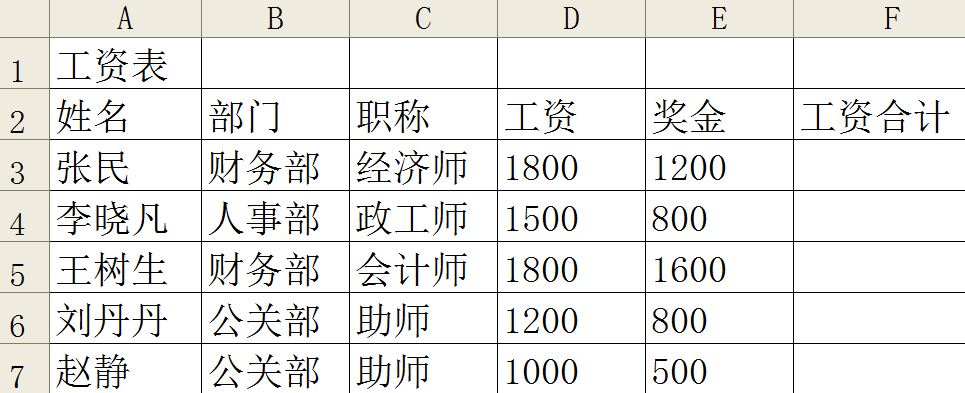 A B C D E F
1 工资表
2 姓名 部门 职称 工资 奖金 工资合计
3 张民 财务部 经济师 1800 1200
4 李晓凡 人事部 政工师 1500 800
5 王树生 财务部 会计师 1800 1600
6 刘丹丹 公关部 助师 1200 800
7 赵静 公关部 助师 1000 500